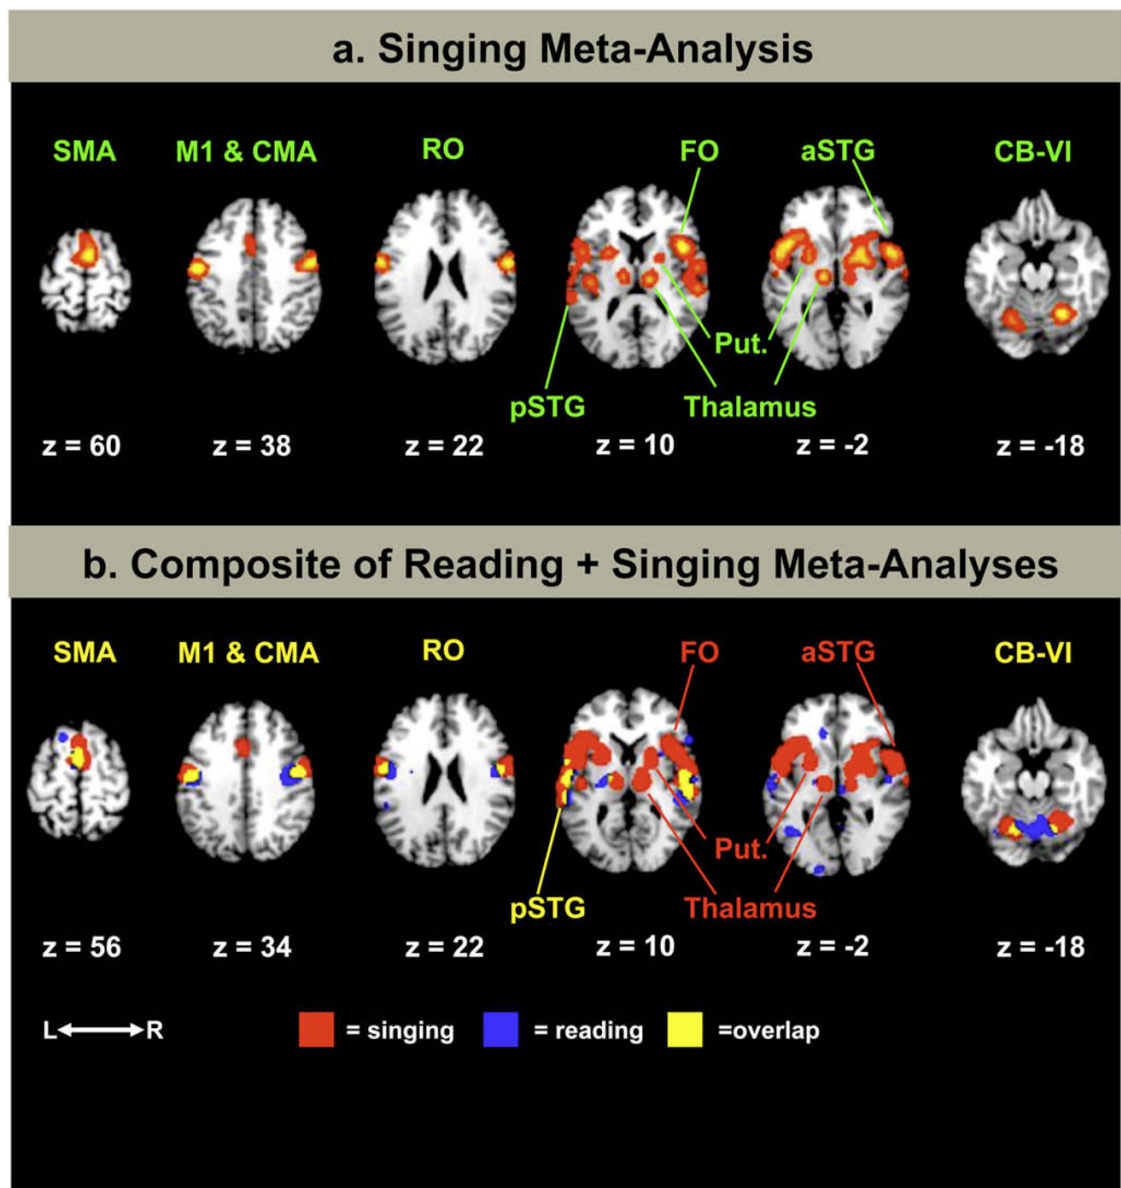 a. Singing Meta-Analysis
SMA M1 & CMA RO FO aSTG CB-VI
Put.
pSTG Thalamus
z = 60 z = 38 z = 22 z = 10 z = -2 z = -18
b. Composite of Reading + Singing Meta-Analyses
SMA M1 & CMA RO FO aSTG CB-VI
Put.
pSTG Thalamus
z = 56 z = 34 z = 22 z = 10 z = -2 z = -18
L R = singing = reading =overlap